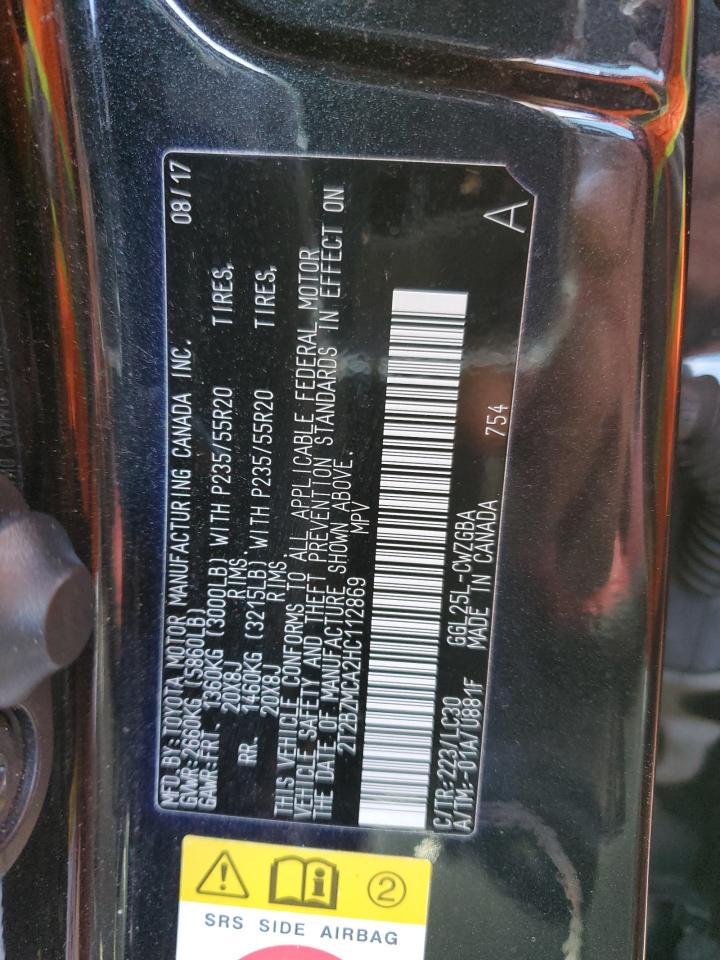 MFD.BY:TOYOTA MOTOR MANUFACTURING CANADA INC. 08/17
GVWR:2660KG(5860LB)
GAWR:FRT. 1360KG(3000LB)WITH P235/55R20 TIRES,
20X8J RIMS.
RR. 1460KG(3215LB)WITH P235/55R20 TIRES,
20X8J RIMS
THIS VEHICLE CONFORMS TO ALL APPLICABLE FEDERAL MOTOR
VEHICLE SAFETY AND THEFT PREVENTION STANDARDS IN EFFECT ON
THE DATE OF MANUFACTURE SHOWN ABOVE.
2T2BZMCA2HC112869 MPV
C/TR:223/LC30 GGL25L-CWZGBA 754 A
A/TM:-01A/U881F MADE IN CANADA
2
SRS SIDE AIRBAG